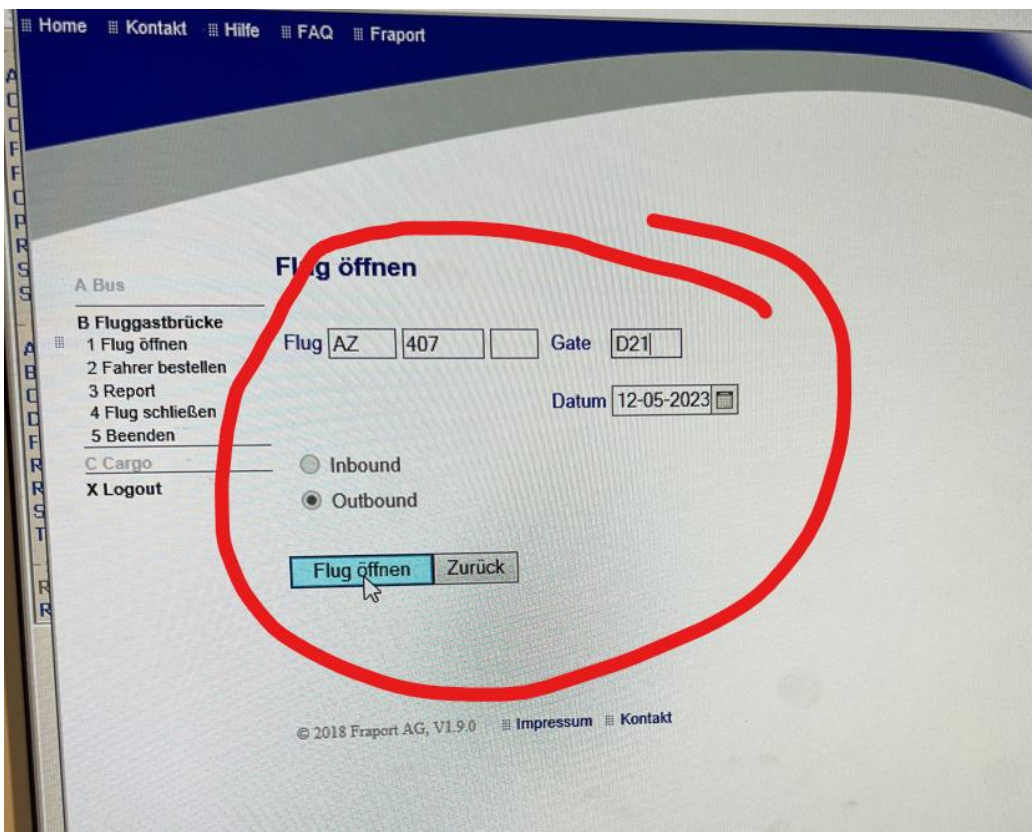 Home Kontakt Hilfe FAQ Fraport
Flug öffnen
A Bus
B Fluggastbrücke
1 Flug öffnen
2 Fahrer bestellen
3 Report
4 Flug schließen
5 Beenden
C Cargo
X Logout
Flug AZ 407 Gate D21
Datum 12-05-2023
Inbound
Outbound
Flug öffnen Zurück
© 2018 Fraport AG, V1.9.0 Impressum Kontakt